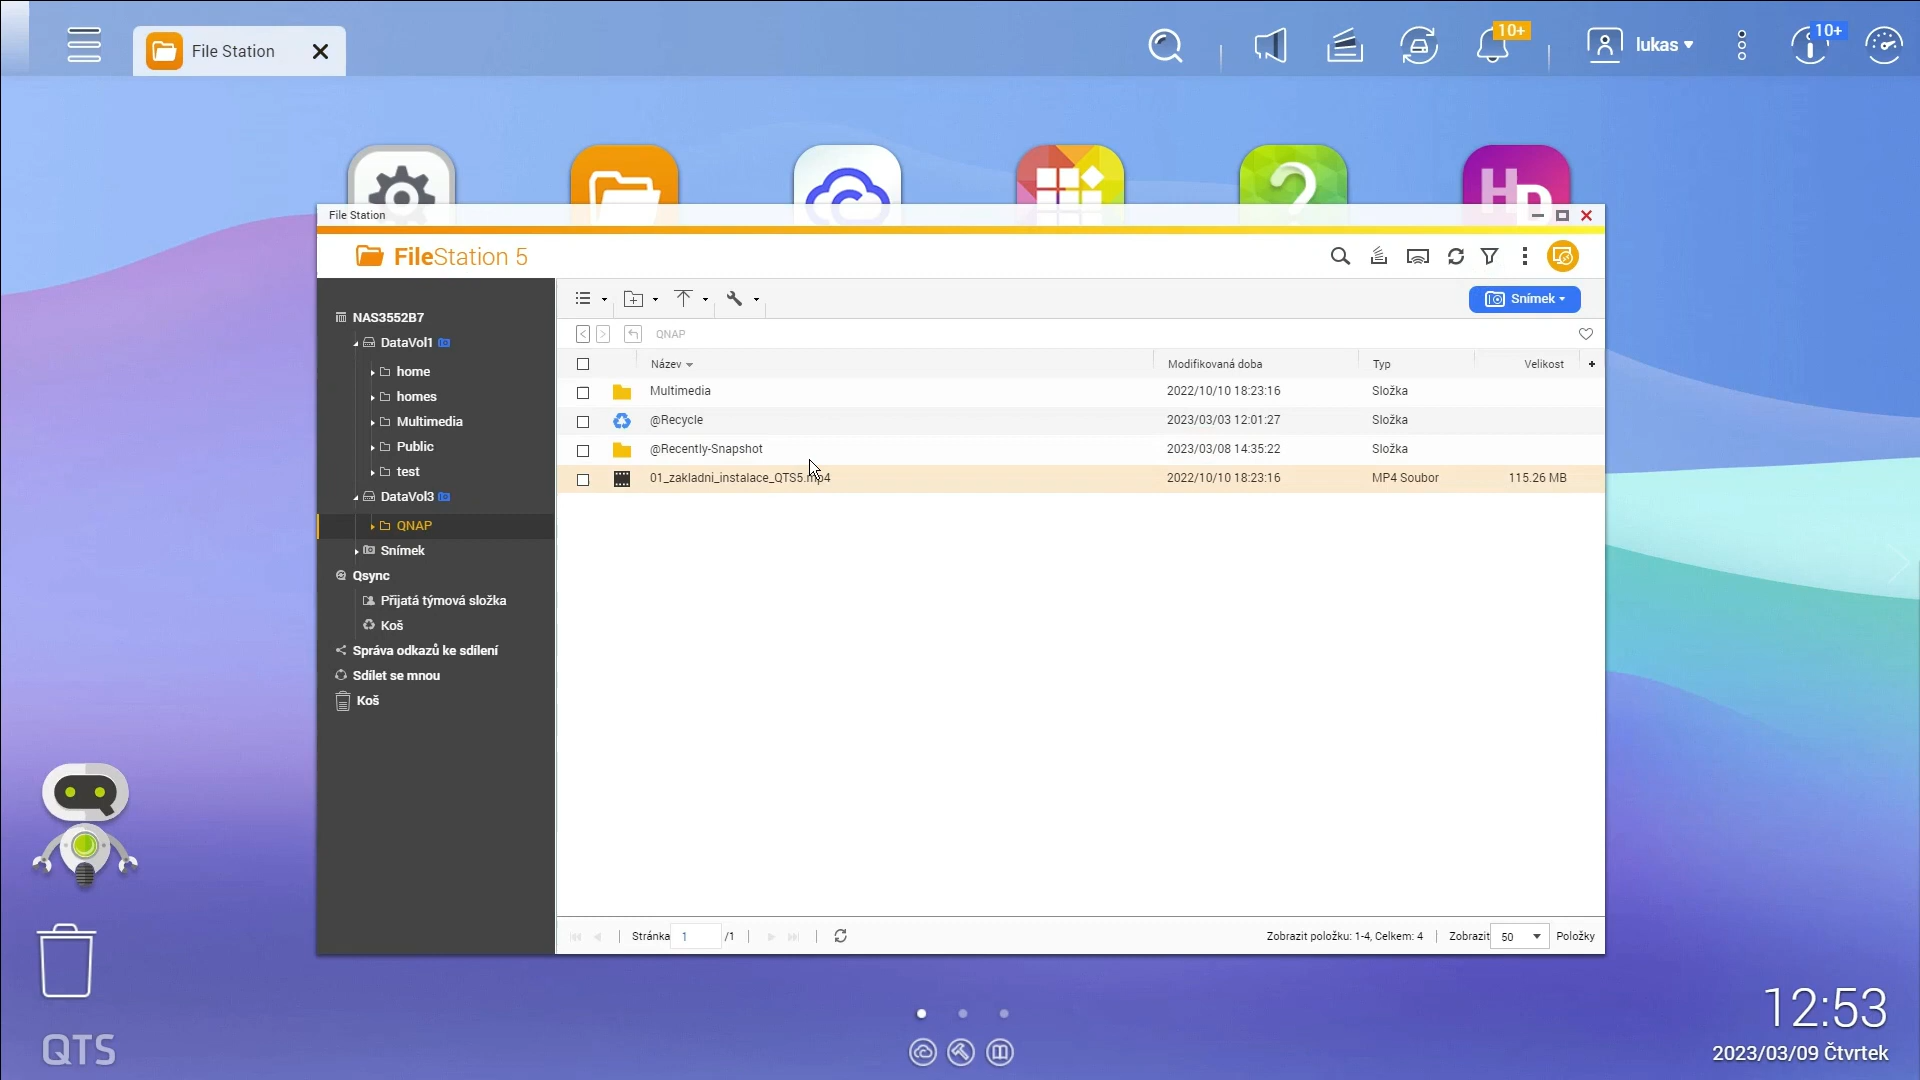 File Station
10+
lukas
10+
HD
File Station
FileStation 5
NAS3552B7
DataVol1
home
homes
Multimedia
Public
test
DataVol3
QNAP
Snímek
Qsync
Přijatá týmová složka
Koš
Správa odkazů ke sdílení
Sdílet se mnou
Koš
Snímek
QNAP
Název Modifikovaná doba Typ Velikost
Multimedia 2022/10/10 18:23:16 Složka
@Recycle 2023/03/03 12:01:27 Složka
@Recently-Snapshot 2023/03/08 14:35:22 Složka
01_zakladni_instalace_QTS5.mp4 2022/10/10 18:23:16 MP4 Soubor 115.26 MB
Stránka 1 /1 Zobrazit položku: 1-4, Celkem: 4 Zobrazit 50 Položky
12:53
2023/03/09 Čtvrtek
QTS